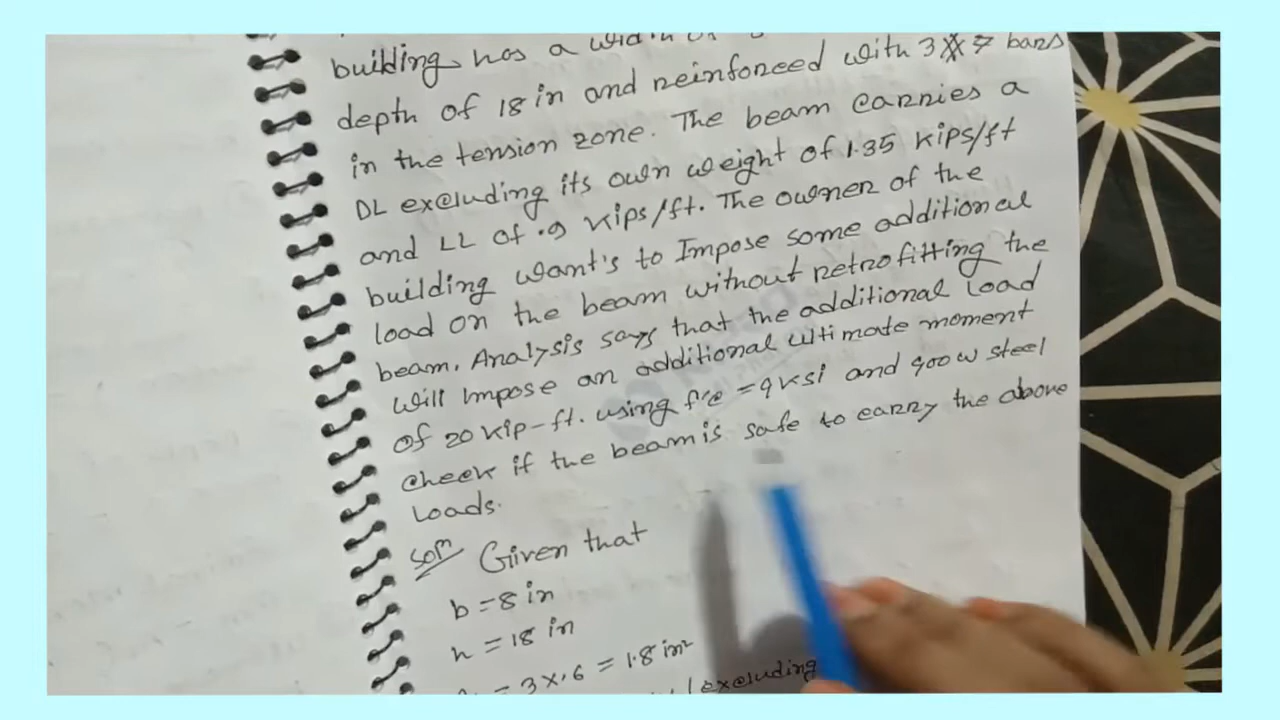 building has a width of
depth of 18 in and reinforced with 3 # 7 bars
in the tension zone. The beam carries a
DL excluding its own weight of 1.35 Kips/ft
and LL of .9 Kips/ft. The owner of the
building want's to Impose some additional
load on the beam without retrofitting the
beam. Analysis says that the additional load
will Impose an additional ultimate moment
of 20 Kip-ft. using f'c = 4 ksi and 400 W steel
check if the beam is safe to carry the above
Loads.
Soln Given that
b = 8 in
h = 18 in
= 3 x .6 = 1.8 in²
(excluding